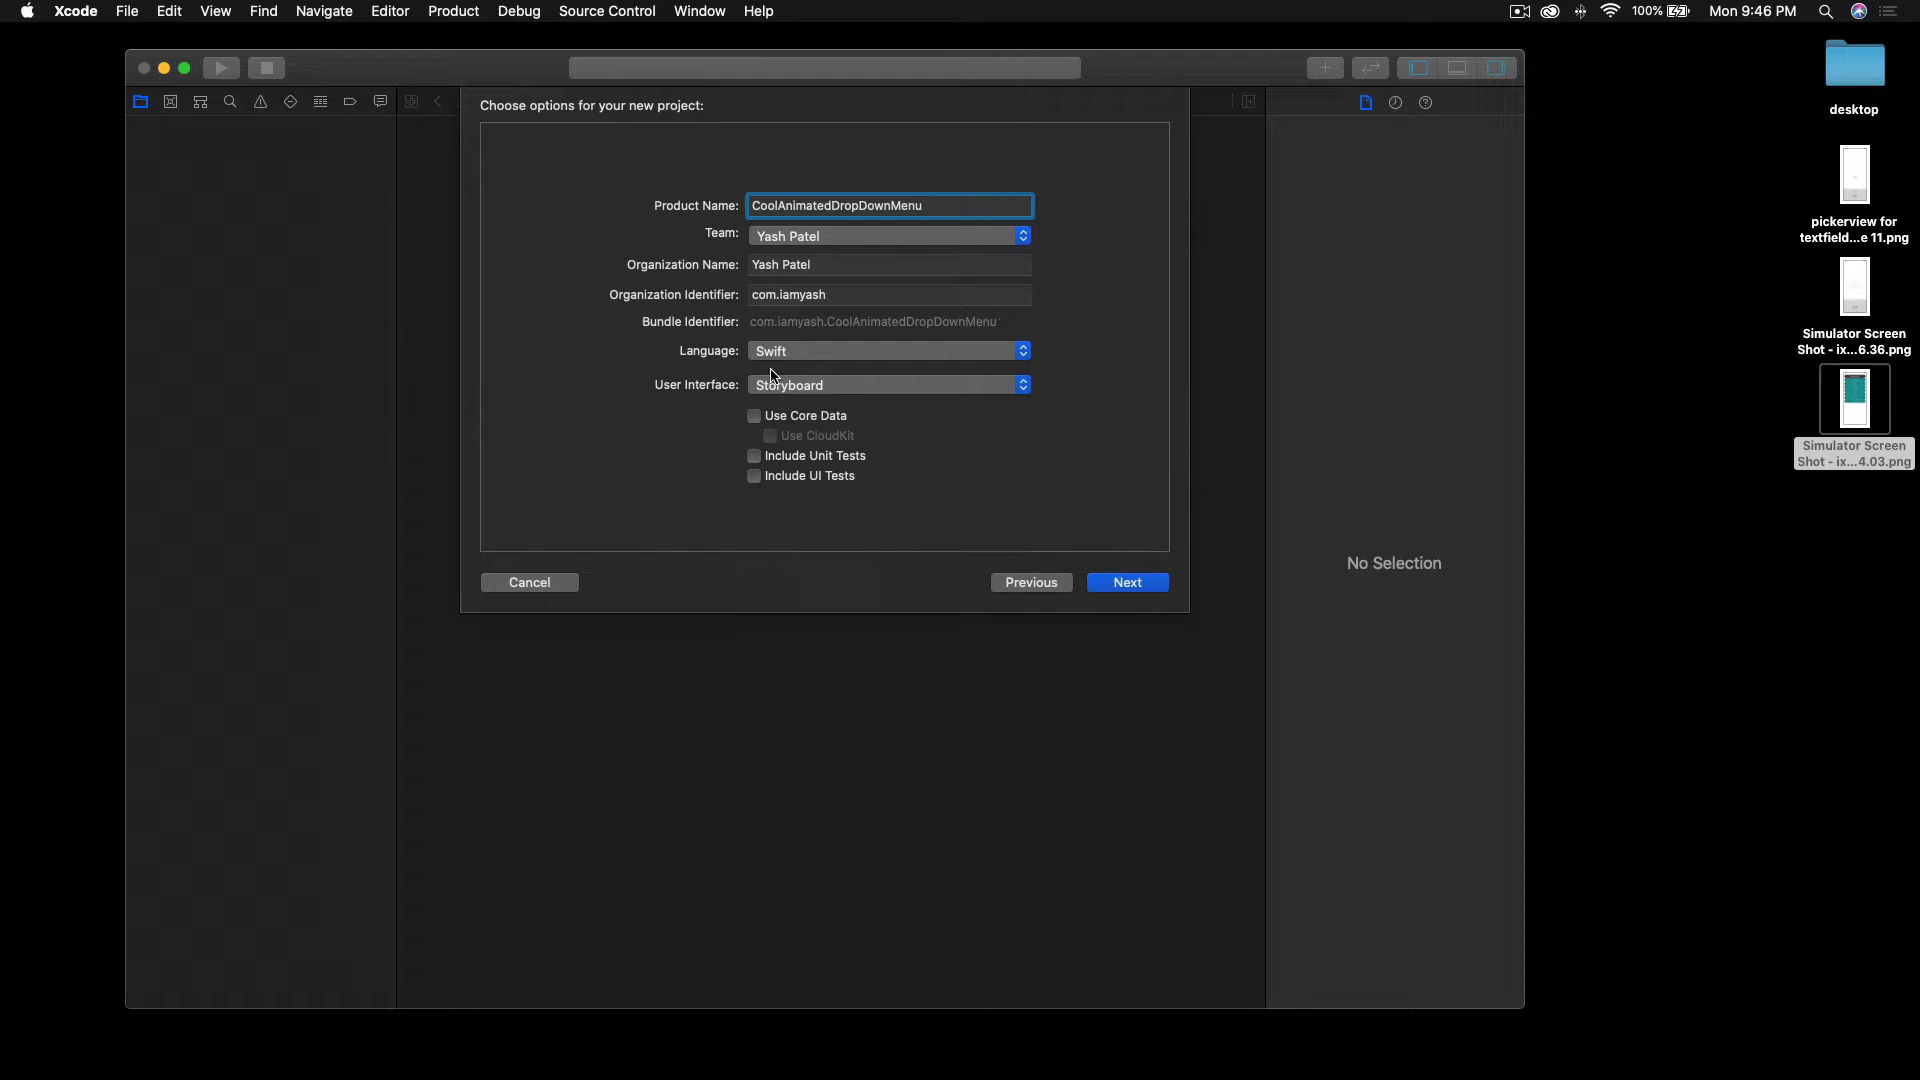 Xcode File Edit View Find Navigate Editor Product Debug Source Control Window Help
100% Mon 9:46 PM
Choose options for your new project:
Product Name: CoolAnimatedDropDownMenu
Team: Yash Patel
Organization Name: Yash Patel
Organization Identifier: com.iamyash
Bundle Identifier: com.iamyash.CoolAnimatedDropDownMenu
Language: Swift
User Interface: Storyboard
Use Core Data
Use CloudKit
Include Unit Tests
Include UI Tests
Cancel Previous Next
No Selection
desktop
pickerview for
textfield...e 11.png
Simulator Screen
Shot - ix...6.36.png
Simulator Screen
Shot - ix...4.03.png